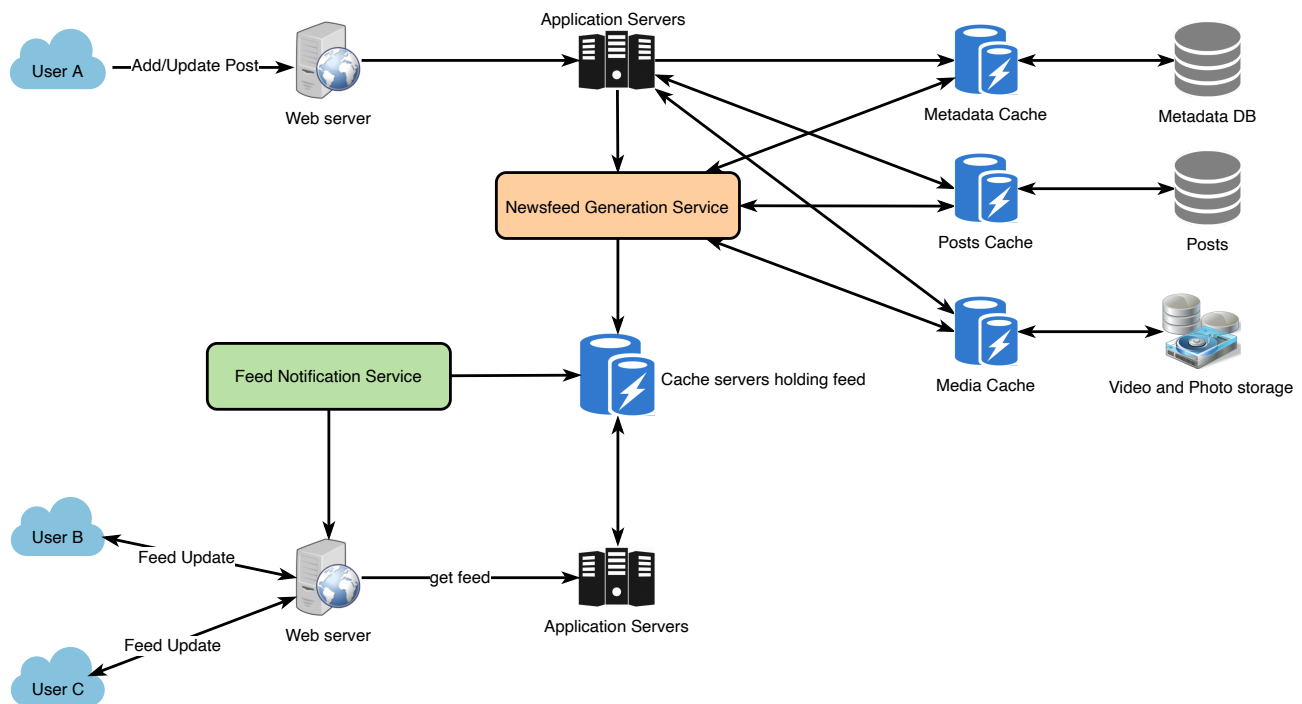 Application Servers
User A
Add/Update Post
Web server
Metadata Cache
Metadata DB
Newsfeed Generation Service
Posts Cache
Posts
Feed Notification Service
Cache servers holding feed
Media Cache
Video and Photo storage
User B
Feed Update
get feed
Web server
Application Servers
Feed Update
User C